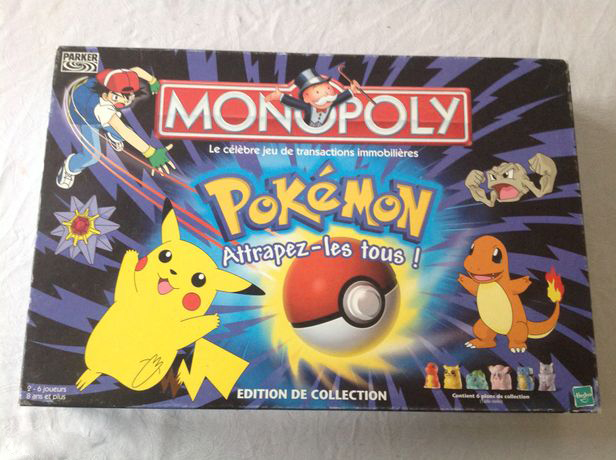 PARKER
MONOPOLY
Le célèbre jeu de transactions immobilières
POKéMON
Attrapez-les tous !
2 - 6 joueurs
8 ans et plus
EDITION DE COLLECTION
Contient 6 pions de collection
Hasbro